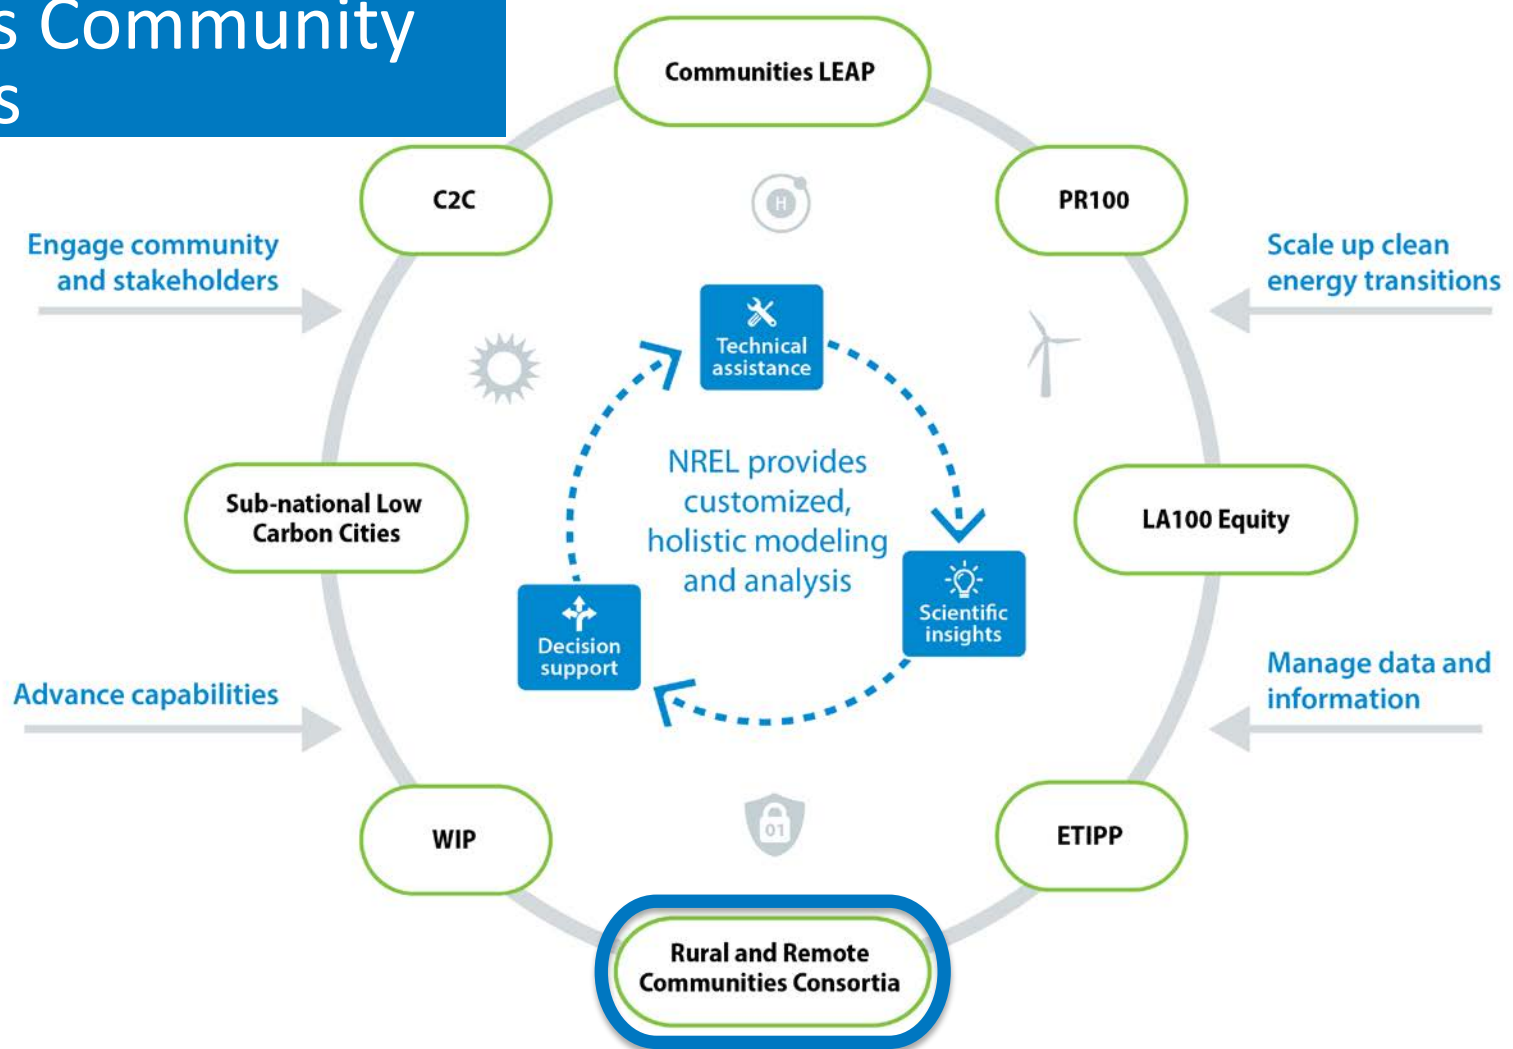 s Community
s
Communities LEAP
C2C
PR100
H
Engage community
and stakeholders
Scale up clean
energy transitions
Technical
assistance
NREL provides
customized,
holistic modeling
and analysis
Sub-national Low
Carbon Cities
LA100 Equity
Scientific
insights
Decision
support
Advance capabilities
Manage data and
information
WIP
01
ETIPP
Rural and Remote
Communities Consortia